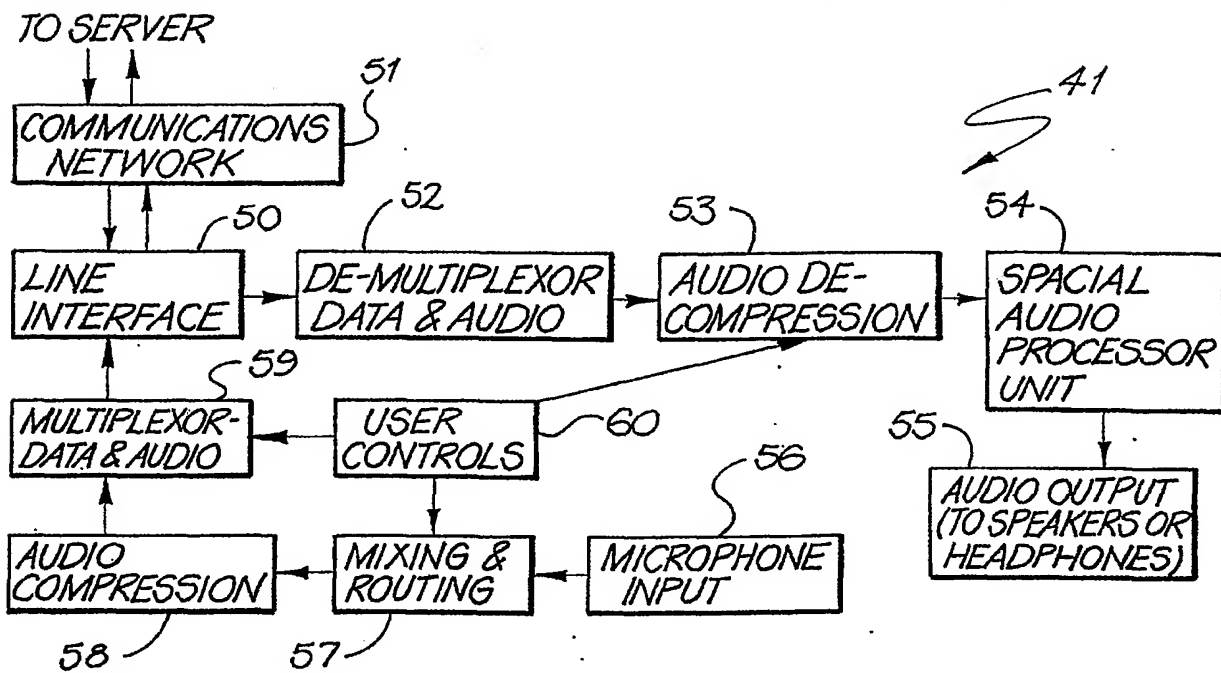 TO SERVER
51
41
COMMUNICATIONS
NETWORK
50
52
53
54
LINE
INTERFACE
DE-MULTIPLEXOR
DATA & AUDIO
AUDIO DE-
COMPRESSION
SPACIAL
AUDIO
PROCESSOR
UNIT
59
MULTIPLEXOR-
DATA & AUDIO
USER
CONTROLS
60
55
56
AUDIO OUTPUT
(TO SPEAKERS OR
HEADPHONES)
AUDIO
COMPRESSION
MIXING &
ROUTING
MICROPHONE
INPUT
58
57